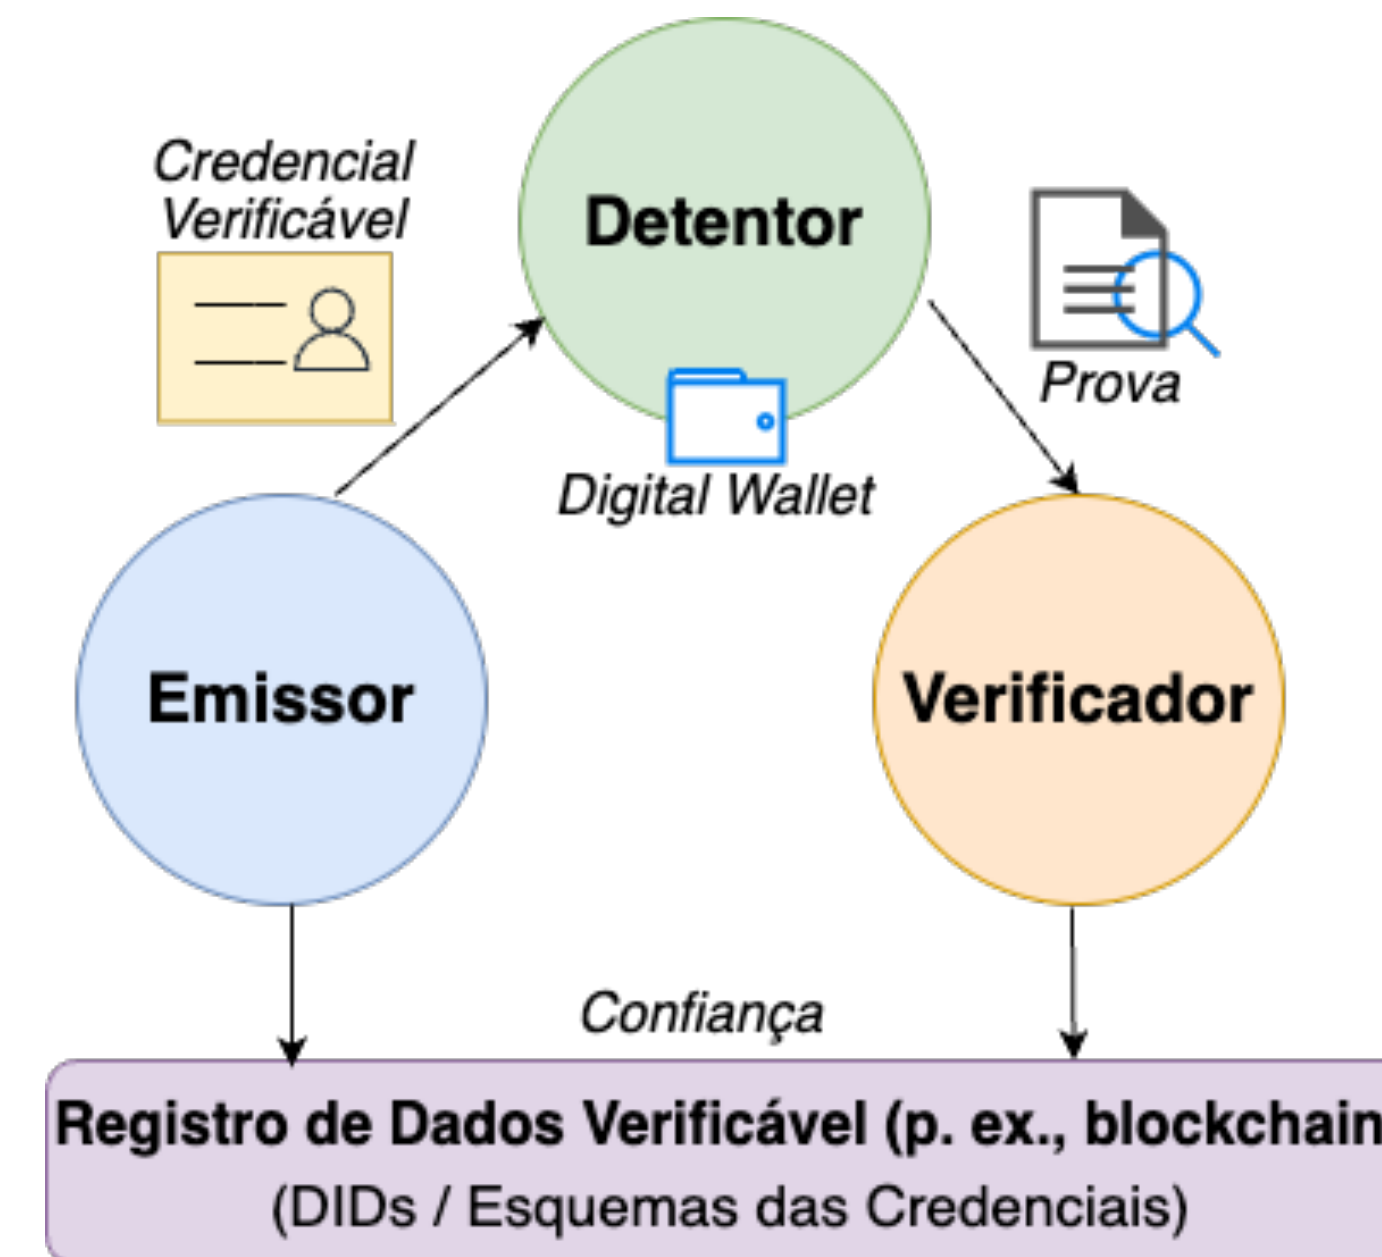 Credencial
Verificável
Detentor
Prova
Digital Wallet
Emissor
Verificador
Confiança
Registro de Dados Verificável (p. ex., blockchain
(DIDs / Esquemas das Credenciais)